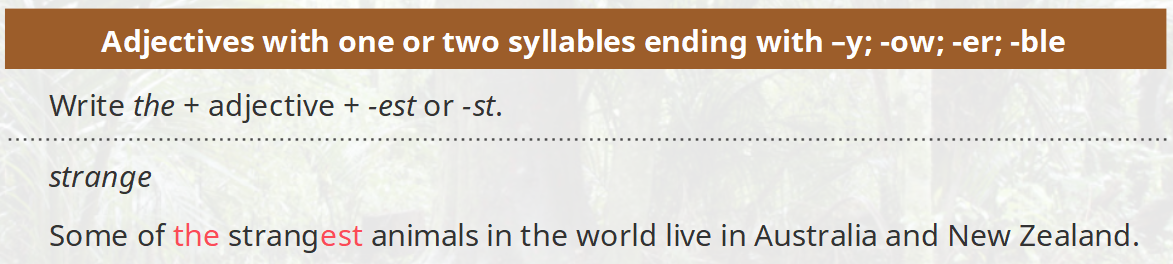 Adjectives with one or two syllables ending with –y; -ow; -er; -ble
Write the + adjective + -est or -st.
strange
Some of the strangest animals in the world live in Australia and New Zealand.